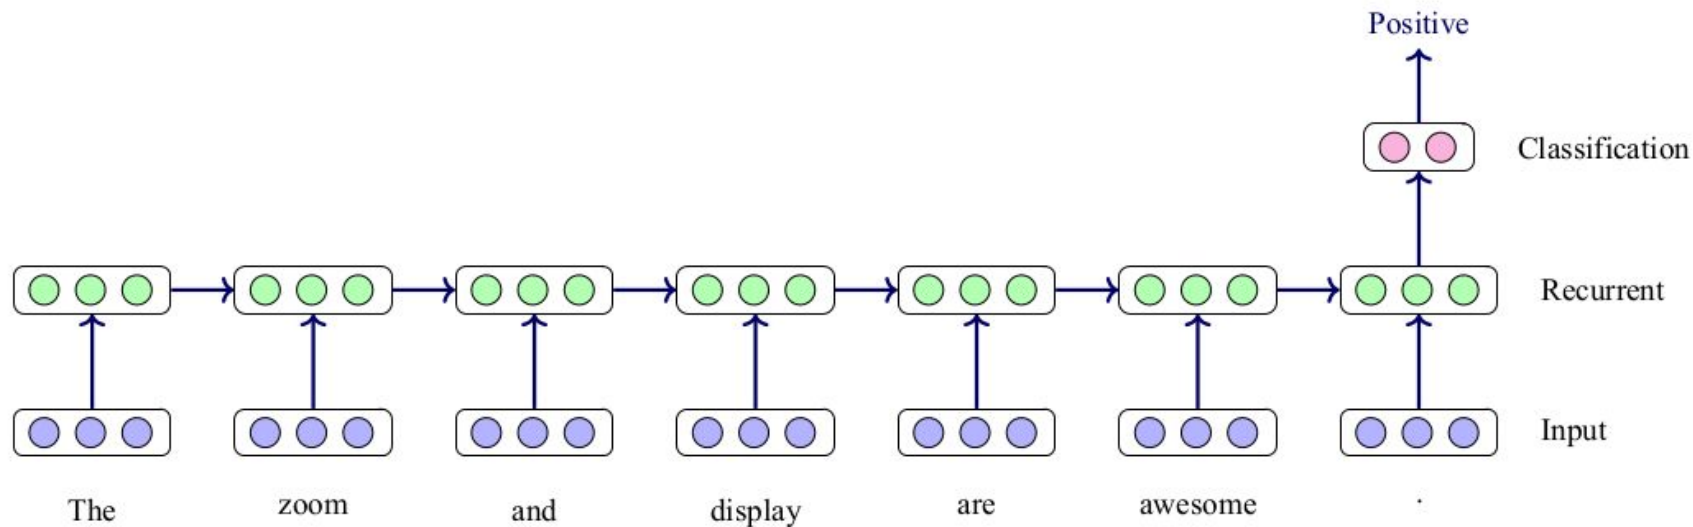 Positive
Classification
Recurrent
Input
The zoom and display are awesome .